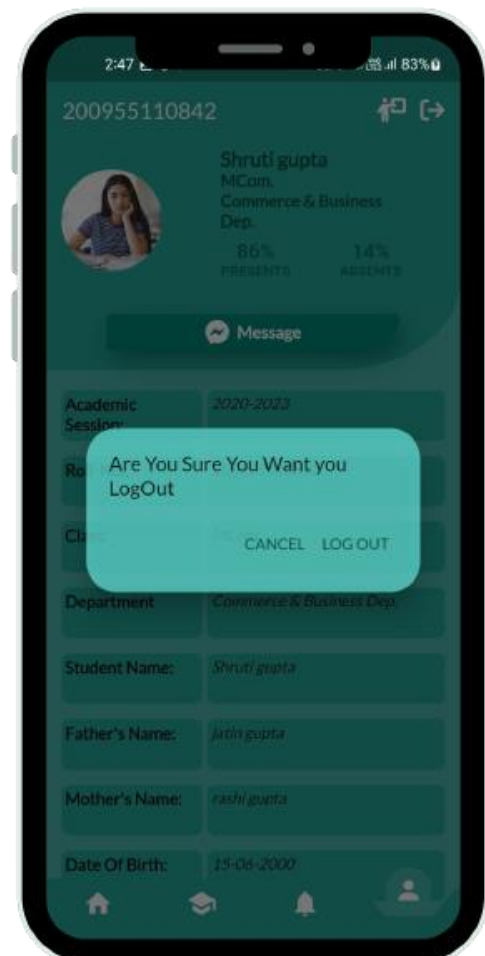 2:47 83%
200955110842
Shruti gupta
MCom.
Commerce & Business
Dep.
86% 14%
PRESENTS ABSENTS
Message
Academic 2020-2023
Session:
Are You Sure You Want you
LogOut
CANCEL LOG OUT
Department Commerce & Business Dep.
Student Name: Shruti gupta
Father's Name: jatin gupta
Mother's Name: rashi gupta
Date Of Birth: 15-06-2000